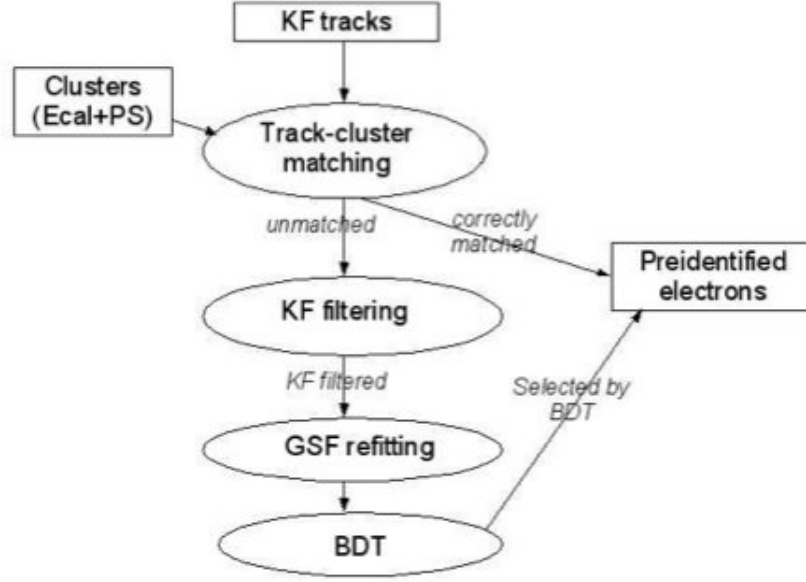 KF tracks
Clusters
(Ecal+PS)
Track-cluster
matching
unmatched
correctly
matched
Preidentified
electrons
KF filtering
KF filtered
Selected by
BDT
GSF refitting
BDT